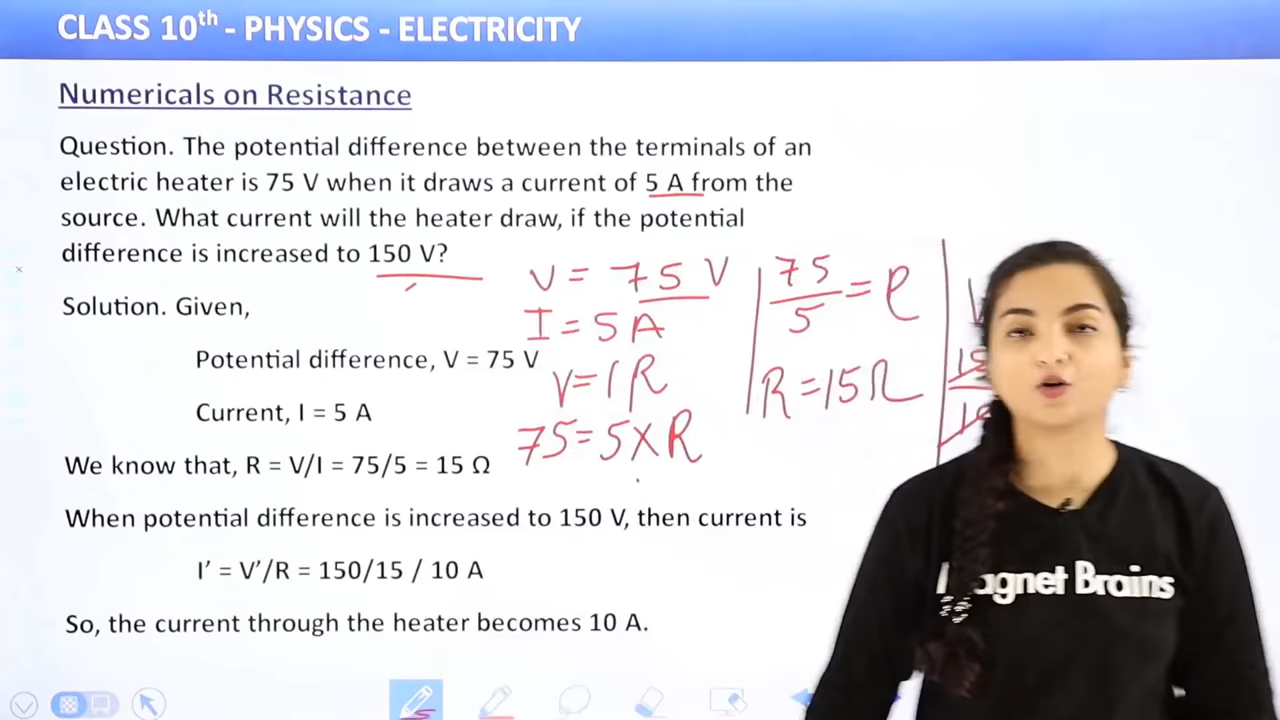 CLASS 10th - PHYSICS - ELECTRICITY
Numericals on Resistance
Question. The potential difference between the terminals of an
electric heater is 75 V when it draws a current of 5 A from the
source. What current will the heater draw, if the potential
difference is increased to 150 V?
Solution. Given,
Potential difference, V = 75 V
Current, I = 5 A
We know that, R = V/I = 75/5 = 15 Ω
When potential difference is increased to 150 V, then current is
I′ = V′/R = 150/15 / 10 A
So, the current through the heater becomes 10 A.
V = 75 V
I = 5 A
V = I R
75 = 5 X R
75
5
= R
R = 15 Ω
agnet Brains